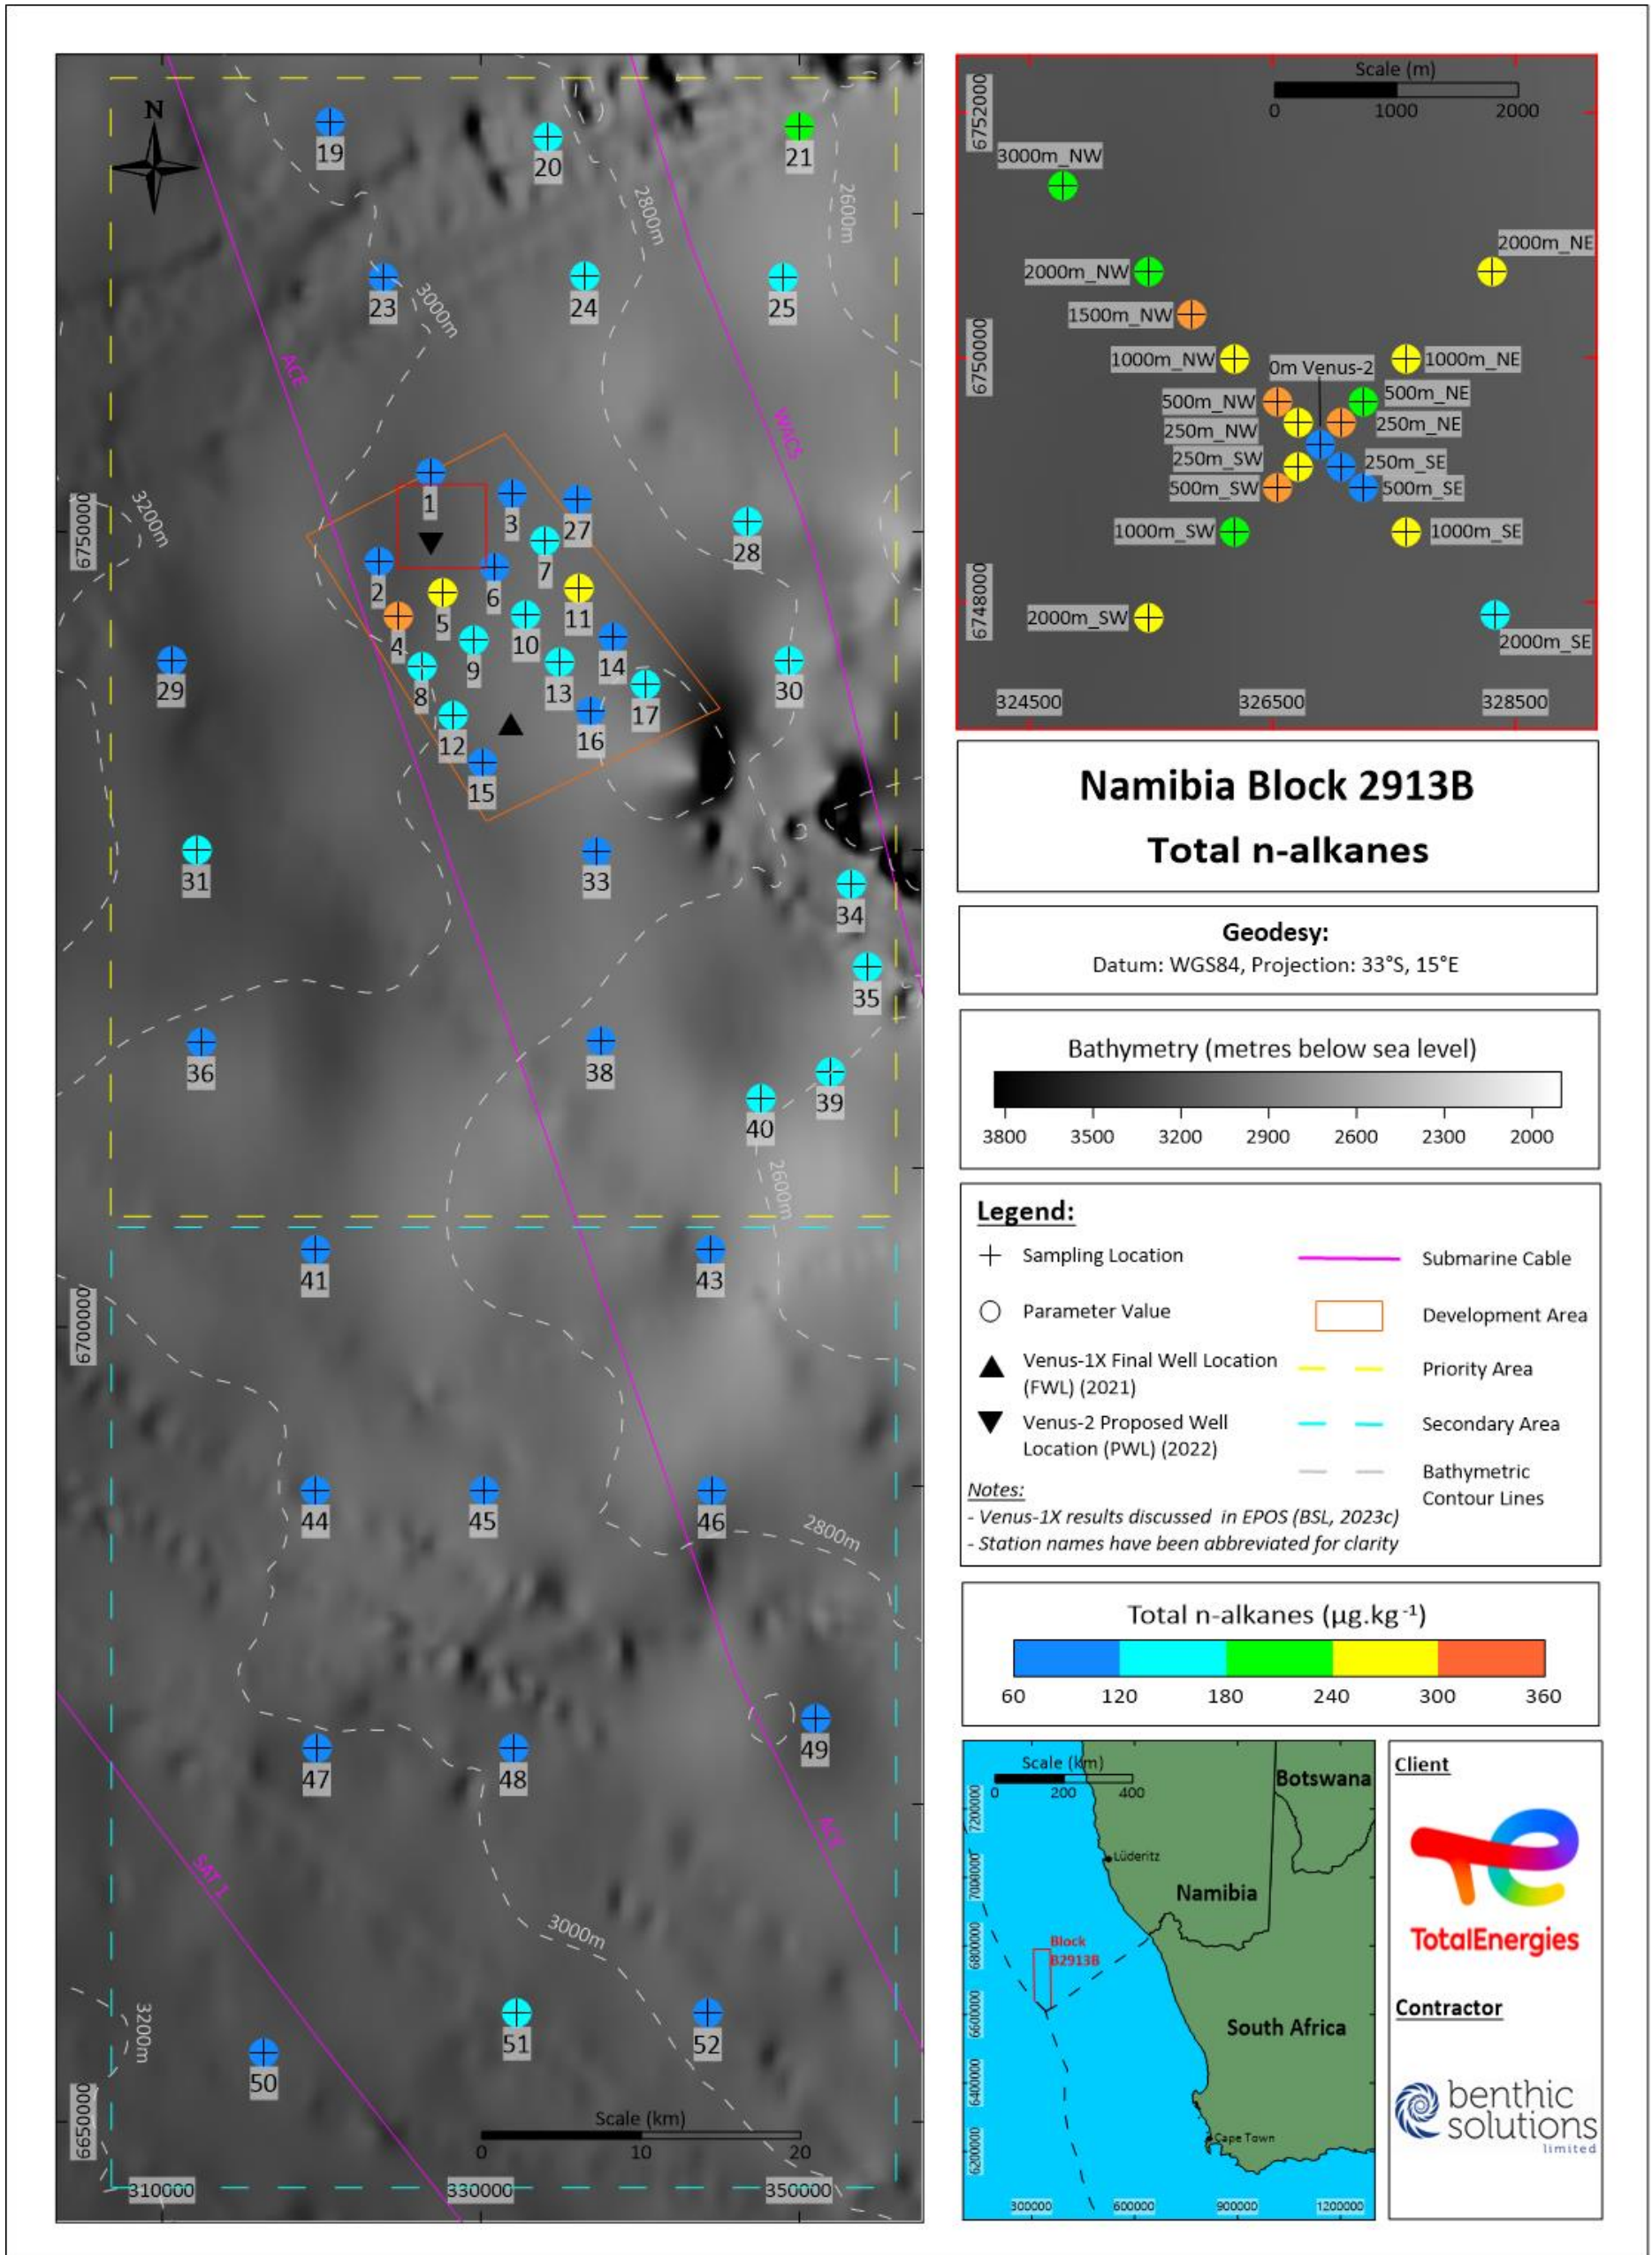 N
19
20
21
2800m
2600m
23
24
25
3000m
ACE
WACS
6750000
3200m
1
3
27
7
28
2
6
5
11
4
10
9
14
8
13
29
30
17
12
16
15
31
33
34
35
36
38
39
40
2600m
41
43
6700000
44
45
46
2800m
47
48
49
ACE
SAT 1
3000m
3200m
51
52
50
6650000
Scale (km)
0 10 20
310000 330000 350000
Scale (m)
0 1000 2000
6752000
3000m_NW
2000m_NE
2000m_NW
1500m_NW
6750000
1000m_NW
1000m_NE
0m Venus-2
500m_NW
500m_NE
250m_NW
250m_NE
250m_SW
250m_SE
500m_SW
500m_SE
1000m_SW
1000m_SE
6748000
2000m_SW
2000m_SE
324500 326500 328500
Namibia Block 2913B
Total n-alkanes
Geodesy:
Datum: WGS84, Projection: 33°S, 15°E
Bathymetry (metres below sea level)
3800 3500 3200 2900 2600 2300 2000
Legend:
Sampling Location
Submarine Cable
Parameter Value
Development Area
Venus-1X Final Well Location
(FWL) (2021)
Priority Area
Venus-2 Proposed Well
Location (PWL) (2022)
Secondary Area
Bathymetric
Contour Lines
Notes:
- Venus-1X results discussed in EPOS (BSL, 2023c)
- Station names have been abbreviated for clarity
Total n-alkanes (µg.kg⁻¹)
60 120 180 240 300 360
Scale (km)
0 200 400
Botswana
7200000
Lüderitz
7000000
Namibia
6800000
Block
B2913B
6600000
South Africa
6400000
Cape Town
6200000
300000 600000 900000 1200000
Client
TotalEnergies
Contractor
benthic
solutions
limited